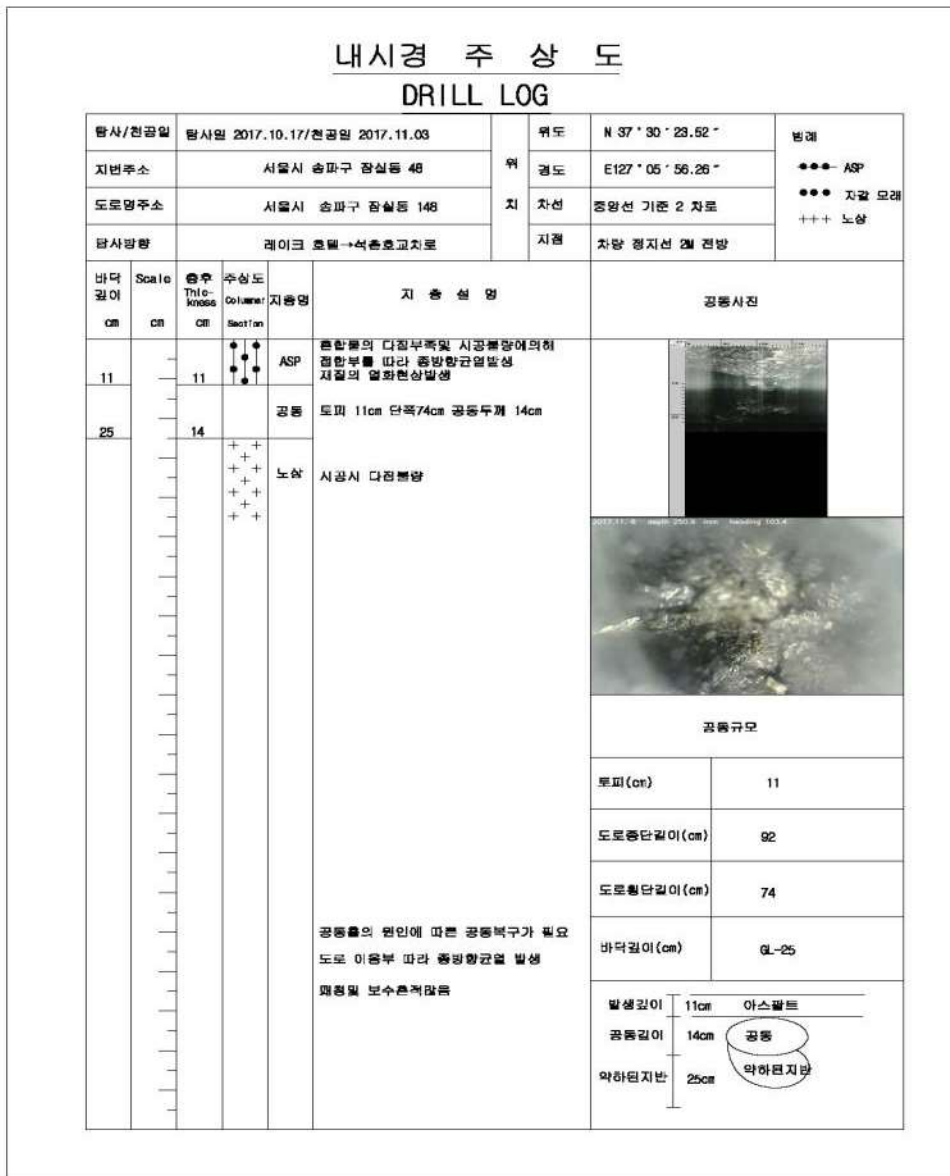 내시경 주 상 도
DRILL LOG
탐사/천공일 탐사일 2017.10.17/천공일 2017.11.03
지번주소 서울시 송파구 잠실동 48
도로명주소 서울시 송파구 잠실동 148
탐사방향 레이크 호텔→석촌호교차로
위 치
위도 N 37°30´23.52˝
경도 E127°05´56.26˝
차선 중앙선 기준 2 차로
지점 차량 정지선 2M 전방
범례
ASP
자갈 모래
+++ 노상
바닥 깊이 cm
Scale cm
층후 Thic-kness cm
주상도 Columnar Section
지층명
지 층 설 명
공동사진
11
11
ASP
혼합물의 다짐부족및 시공불량에의해
접합부를 따라 종방향균열발생
재질의 열화현상발생
25
14
공동
토피 11cm 단폭74cm 공동두께 14cm
노상
시공시 다짐불량
2017.11. 6 depth 250.6 mm heading 103.4
공동규모
토피(cm) 11
도로종단길이(cm) 92
도로횡단길이(cm) 74
바닥깊이(cm) GL-25
공동출의 원인에 따른 공동복구가 필요
도로 이음부 따라 종방향균열 발생
패칭및 보수흔적많음
발생깊이 11cm 아스팔트
공동깊이 14cm 공동
약하된지반 25cm 약하된지반